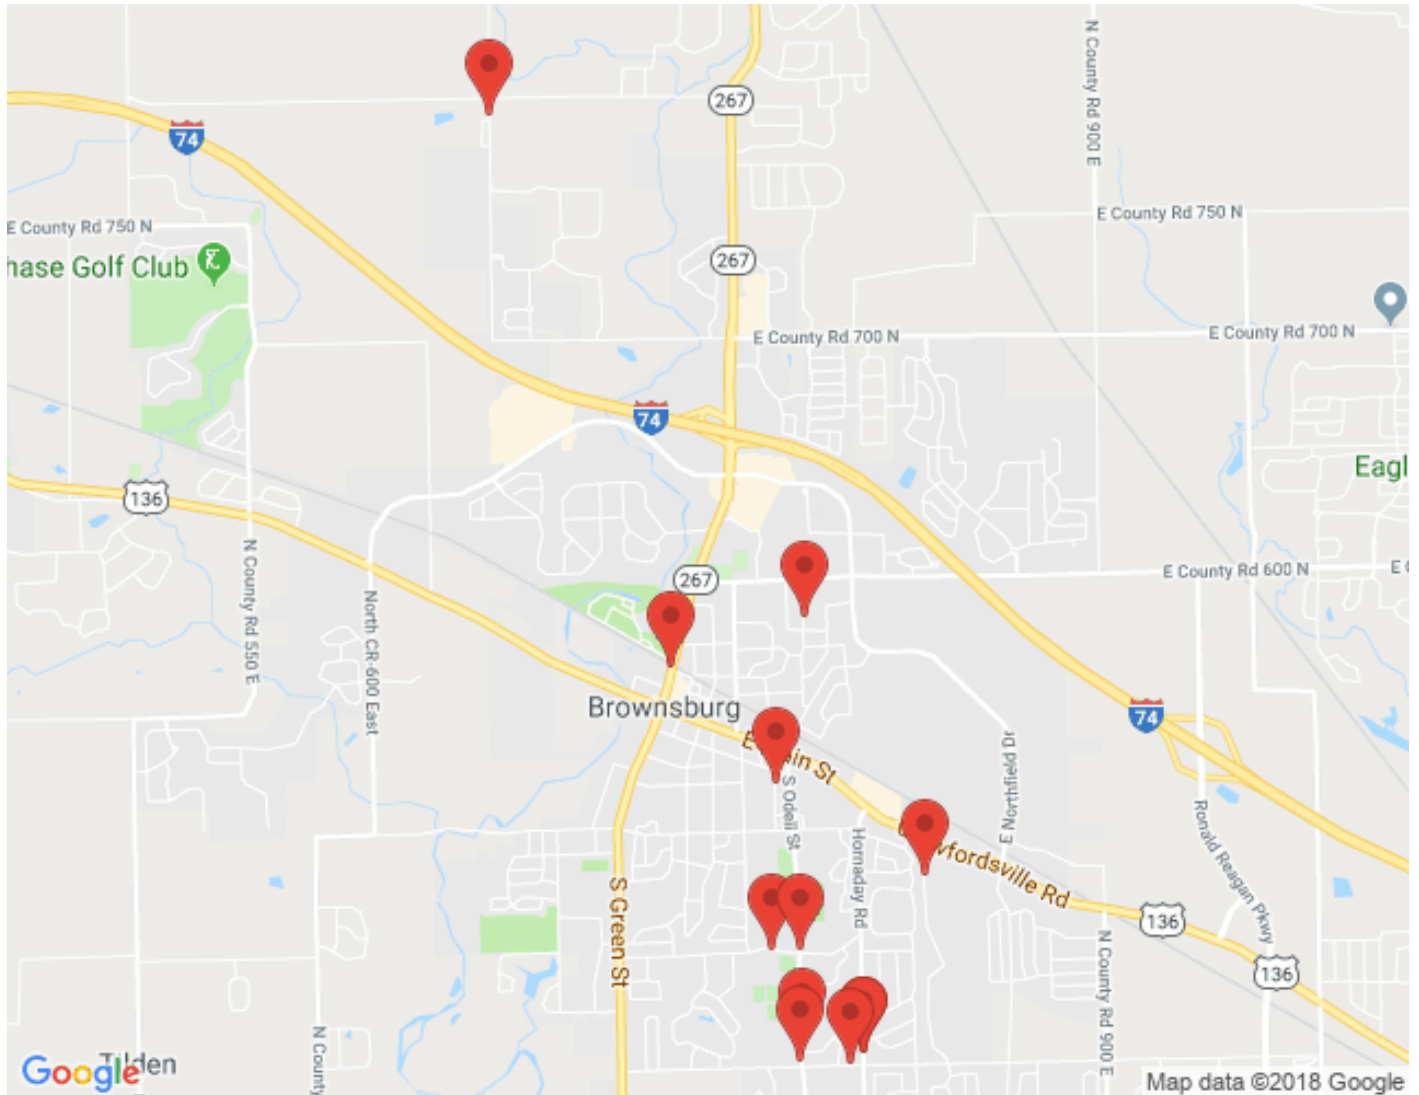 267
N County Rd 900 E
74
E County Rd 750 N
E County Rd 750 N
hase Golf Club
267
E County Rd 700 N
E County Rd 700 N
74
Eagl
136
267
E County Rd 600 N
E C
N County Rd 550 E
North CR-600 East
Brownsburg
74
E N Northfield Dr
S Odell St
Hornaday Rd
Ronald Reagan Pkwy
S Green St
136
136
N County Rd 900 E
N County
Google
Map data ©2018 Google